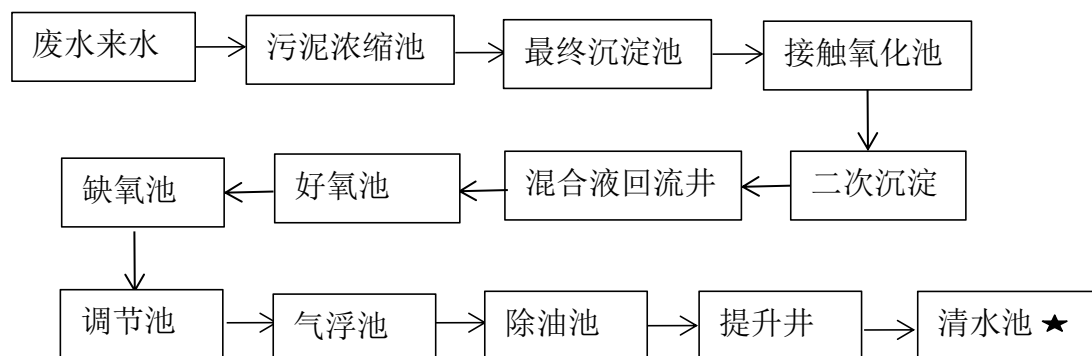 废水来水
污泥浓缩池
最终沉淀池
接触氧化池
缺氧池
好氧池
混合液回流井
二次沉淀
调节池
气浮池
除油池
提升井
清水池★